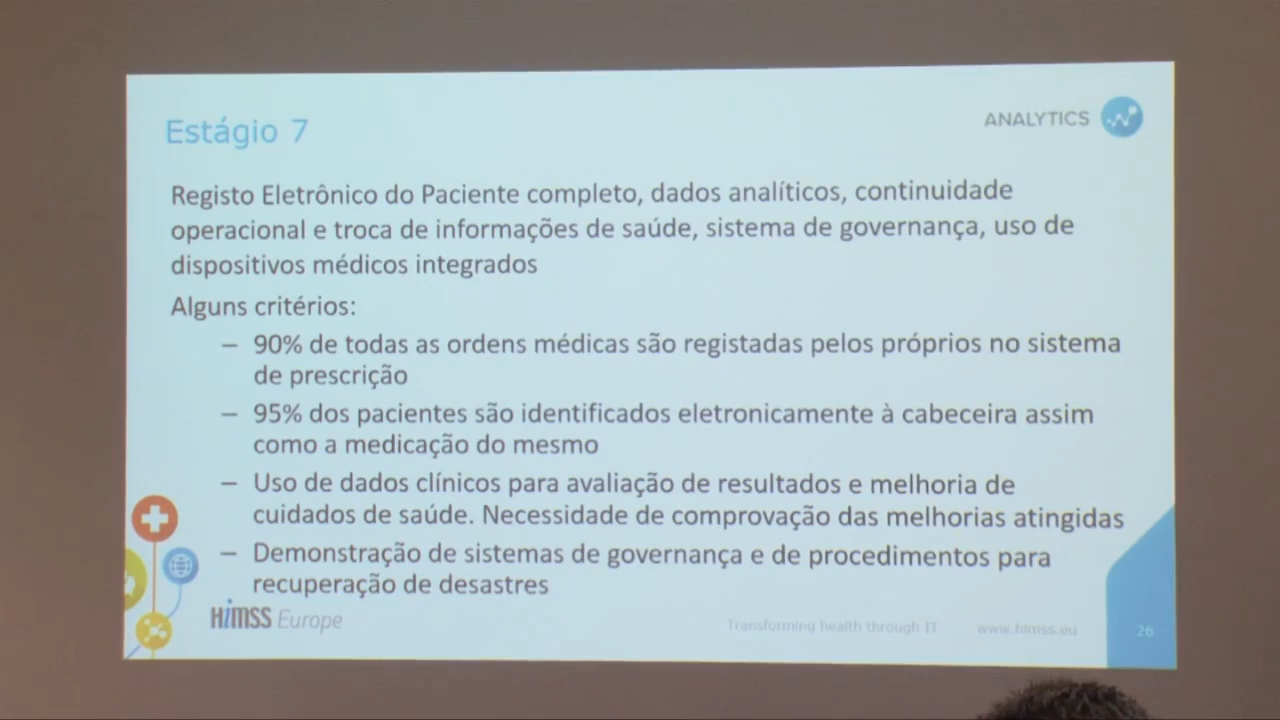 Estágio 7
ANALYTICS
Registo Eletrônico do Paciente completo, dados analíticos, continuidade
operacional e troca de informações de saúde, sistema de governança, uso de
dispositivos médicos integrados
Alguns critérios:
– 90% de todas as ordens médicas são registadas pelos próprios no sistema
de prescrição
– 95% dos pacientes são identificados eletronicamente à cabeceira assim
como a medicação do mesmo
– Uso de dados clínicos para avaliação de resultados e melhoria de
cuidados de saúde. Necessidade de comprovação das melhorias atingidas
– Demonstração de sistemas de governança e de procedimentos para
recuperação de desastres
HiMSS Europe
Transforming health through IT
www.himss.eu
26